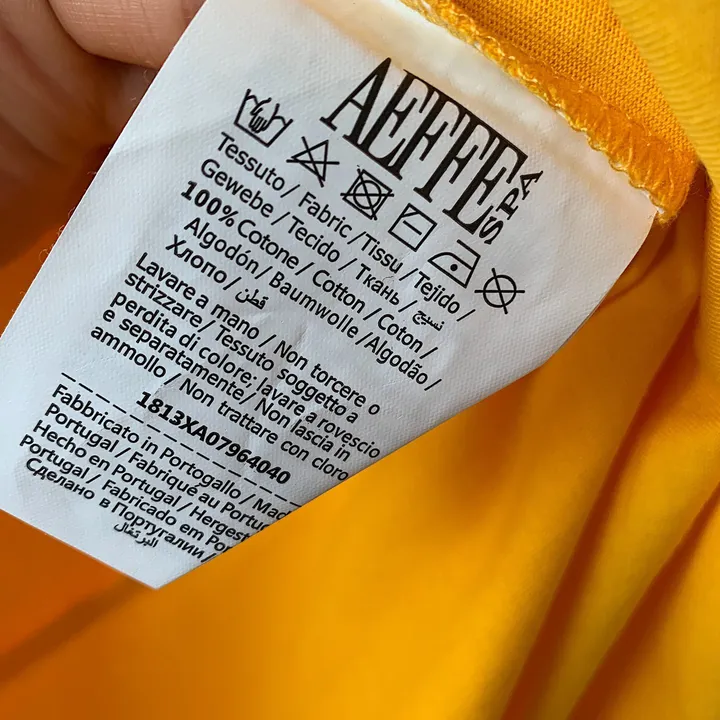 AEFFE SPA
Tessuto / Fabric / Tissu / Tejido /
Gewebe / Tecido / Ткань / نسيج /
100% Cotone / Cotton / Coton /
Algodón / Baumwolle / Algodão /
Хлопо / قطن /
Lavare a mano / Non torcere o
strizzare / Tessuto soggetto a
perdita di colore; lavare a rovescio
e separatamente / Non lascia in
ammollo / Non trattare con cloro
1813XA07964040
Fabbricato in Portogallo / Mad
Portugal / Fabriqué au Portug
Hecho en Portugal / Hergest
Portugal / Fabricado em Por
Сделано в Португалии /
البرتغال